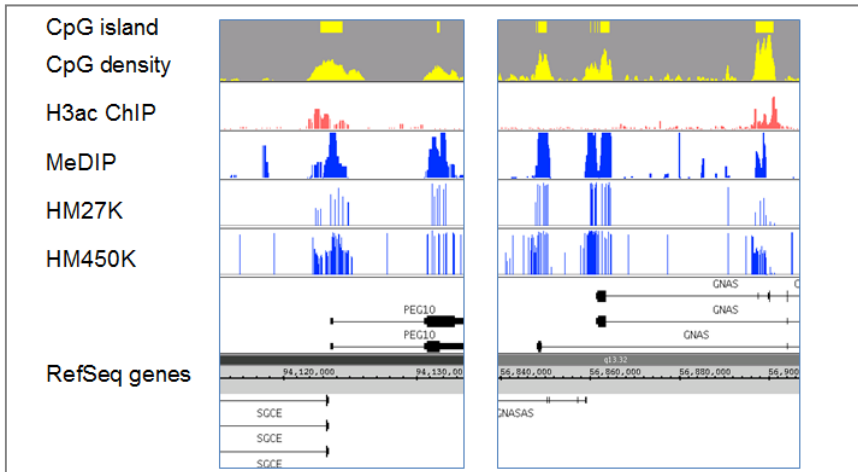 CpG island
CpG density
H3ac ChIP
MeDIP
HM27K
HM450K
RefSeq genes
PEG10
PEG10
94,120,000
94,130,00
SGCE
SGCE
SGCE
GNAS
GNAS
GNAS
q13.32
56,840,000
56,860,000
56,880,000
56,900
GNASAS